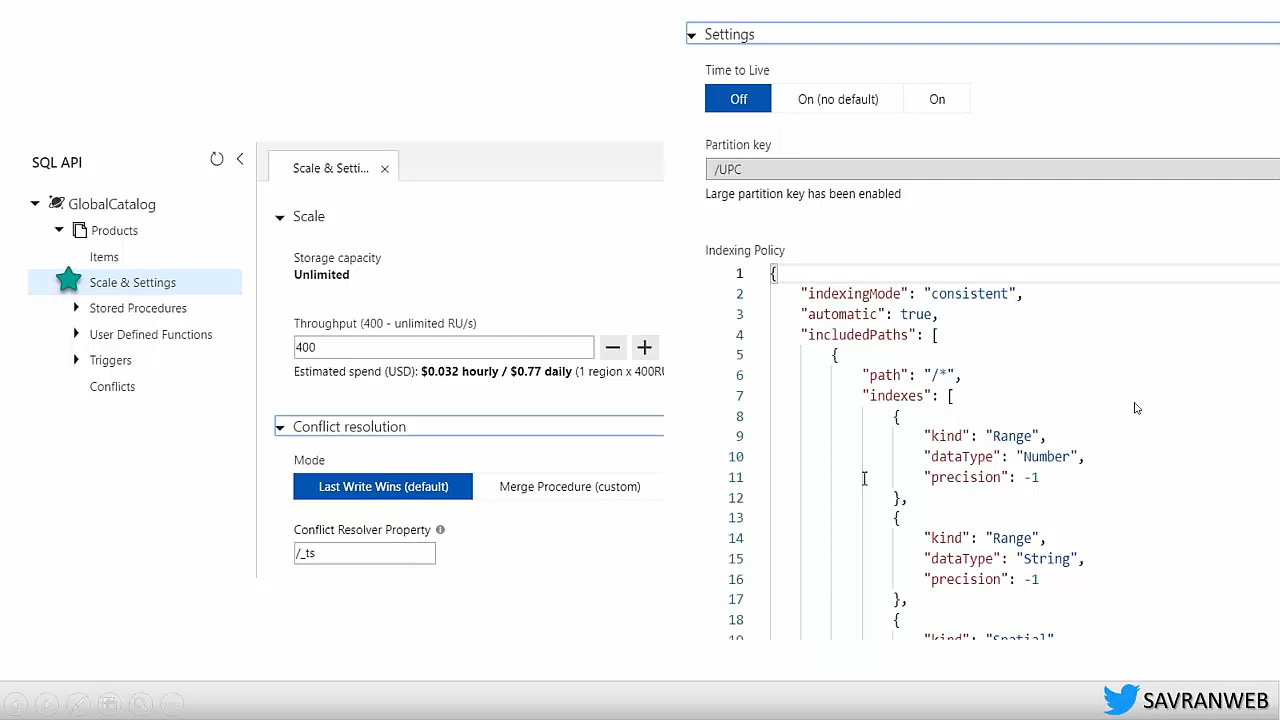 SQL API
GlobalCatalog
Products
Items
Scale & Settings
Stored Procedures
User Defined Functions
Triggers
Conflicts
Scale & Setti...
Scale
Storage capacity
Unlimited
Throughput (400 - unlimited RU/s)
400
Estimated spend (USD): $0.032 hourly / $0.77 daily (1 region x 400RU
Conflict resolution
Mode
Last Write Wins (default) Merge Procedure (custom)
Conflict Resolver Property
/_ts
Settings
Time to Live
Off On (no default) On
Partition key
/UPC
Large partition key has been enabled
Indexing Policy
1 {
2 "indexingMode": "consistent",
3 "automatic": true,
4 "includedPaths": [
5 {
6 "path": "/*",
7 "indexes": [
8 {
9 "kind": "Range",
10 "dataType": "Number",
11 "precision": -1
12 },
13 {
14 "kind": "Range",
15 "dataType": "String",
16 "precision": -1
17 },
18 {
19 "kind": "Spatial"
SAVRANWEB